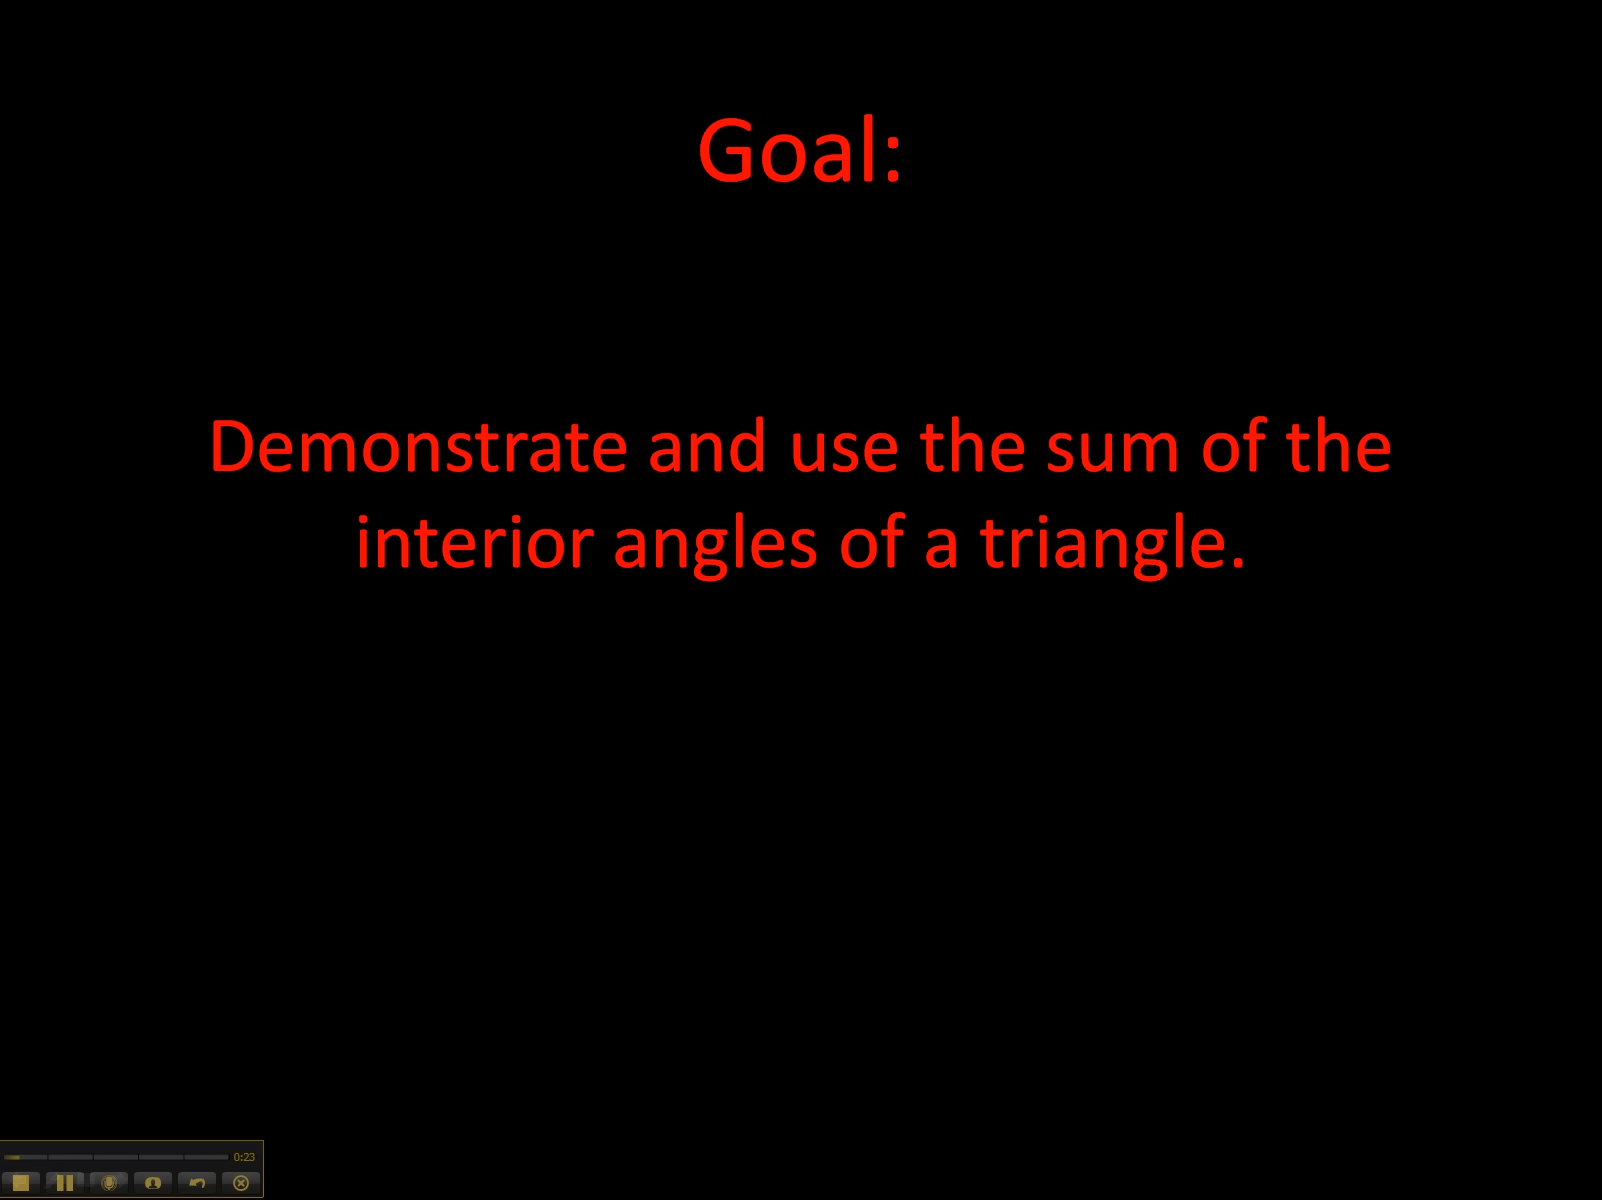 Goal:
Demonstrate and use the sum of the
interior angles of a triangle.
0:23